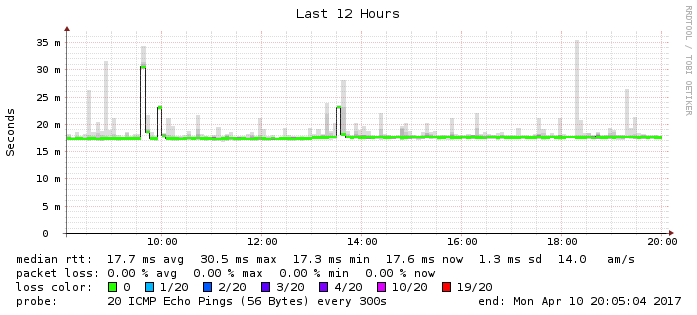 Last 12 Hours
RRDTOOL / TOBI OETIKER
Seconds
35 m
30 m
25 m
20 m
15 m
10 m
5 m
0
10:00 12:00 14:00 16:00 18:00 20:00
median rtt: 17.7 ms avg 30.5 ms max 17.3 ms min 17.6 ms now 1.3 ms sd 14.0 am/s
packet loss: 0.00 % avg 0.00 % max 0.00 % min 0.00 % now
loss color: 0 1/20 2/20 3/20 4/20 10/20 19/20
probe: 20 ICMP Echo Pings (56 Bytes) every 300s end: Mon Apr 10 20:05:04 2017